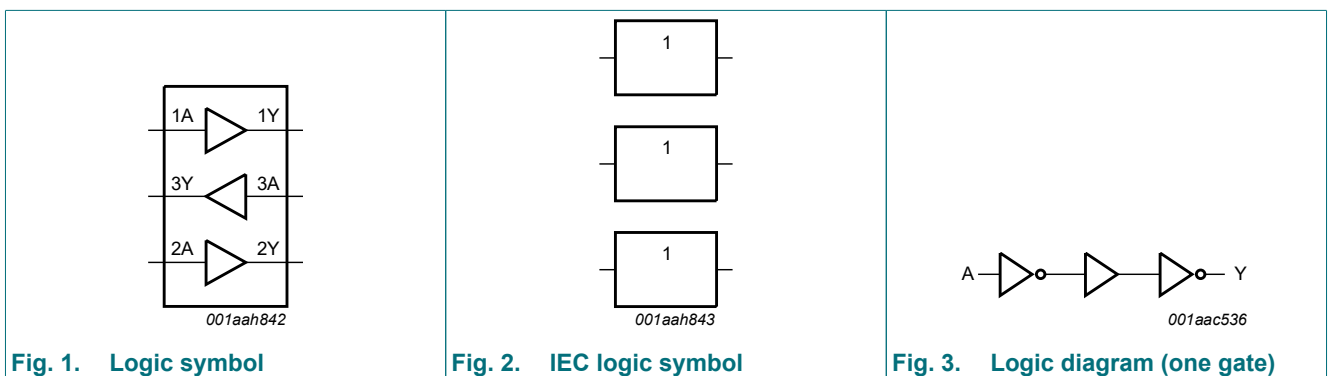 1A 1Y
3Y 3A
2A 2Y
001aah842
Fig. 1. Logic symbol
1
1
1
001aah843
Fig. 2. IEC logic symbol
A Y
001aac536
Fig. 3. Logic diagram (one gate)